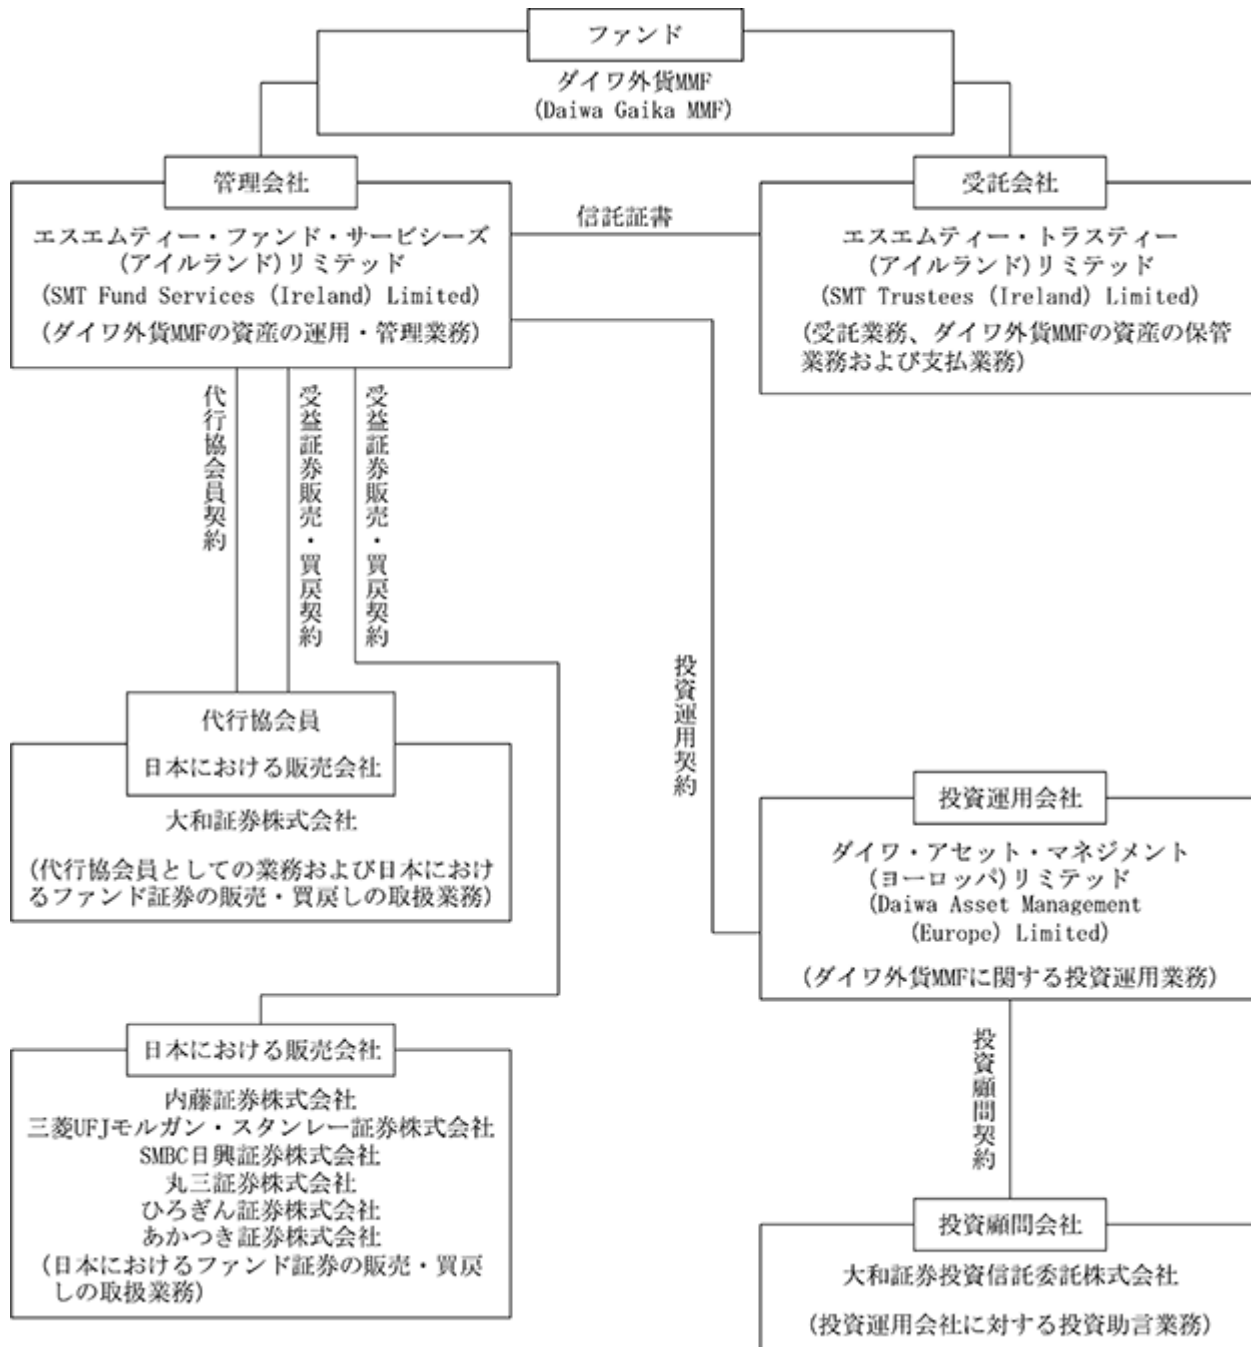 ファンド
ダイワ外貨MMF
(Daiwa Gaika MMF)
管理会社
エスエムティー・ファンド・サービシーズ
(アイルランド)リミテッド
(SMT Fund Services (Ireland) Limited)
(ダイワ外貨MMFの資産の運用・管理業務)
信託証書
受託会社
エスエムティー・トラスティー
(アイルランド)リミテッド
(SMT Trustees (Ireland) Limited)
(受託業務、ダイワ外貨MMFの資産の保管
業務および支払業務)
代行協会員契約
受益証券販売・買戻契約
受益証券販売・買戻契約
投資運用契約
代行協会員
日本における販売会社
大和証券株式会社
(代行協会員としての業務および日本におけ
るファンド証券の販売・買戻しの取扱業務)
投資運用会社
ダイワ・アセット・マネジメント
(ヨーロッパ)リミテッド
(Daiwa Asset Management
(Europe) Limited)
(ダイワ外貨MMFに関する投資運用業務)
日本における販売会社
内藤証券株式会社
三菱UFJモルガン・スタンレー証券株式会社
SMBC日興証券株式会社
丸三証券株式会社
ひろぎん証券株式会社
あかつき証券株式会社
(日本におけるファンド証券の販売・買戻
しの取扱業務)
投資顧問契約
投資顧問会社
大和証券投資信託委託株式会社
(投資運用会社に対する投資助言業務)